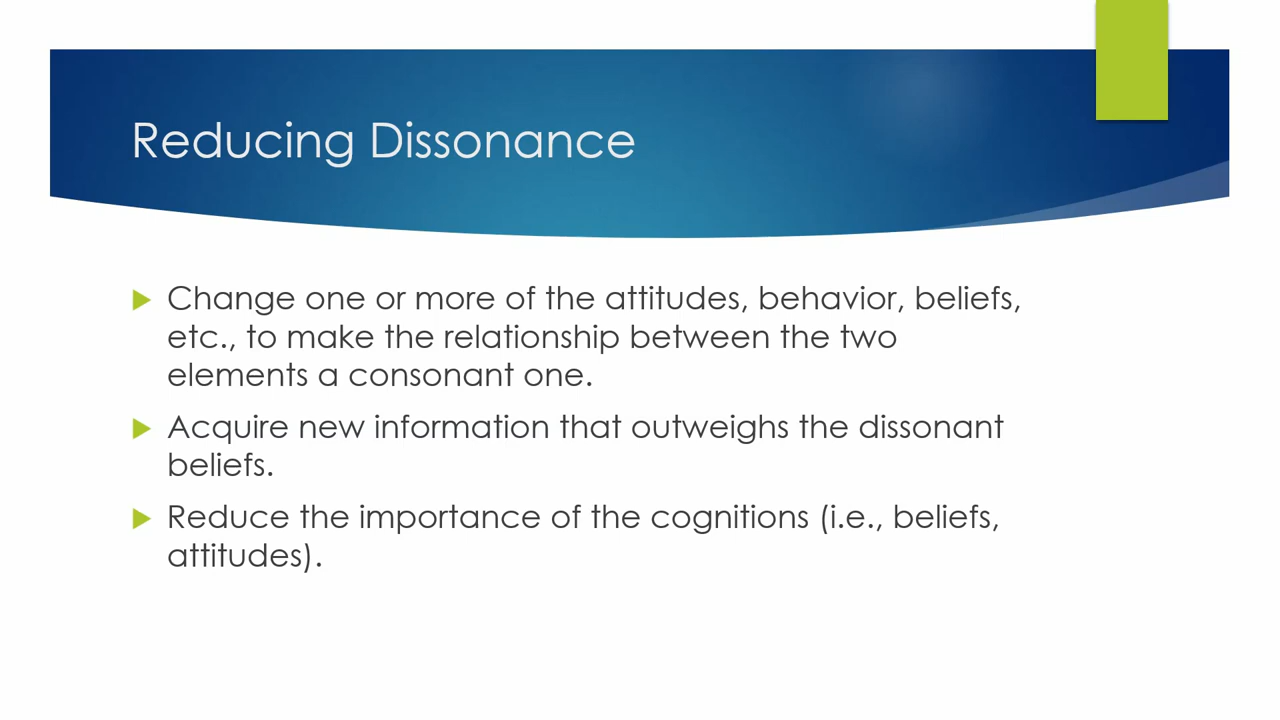 Reducing Dissonance
Change one or more of the attitudes, behavior, beliefs,
etc., to make the relationship between the two
elements a consonant one.
Acquire new information that outweighs the dissonant
beliefs.
Reduce the importance of the cognitions (i.e., beliefs,
attitudes).